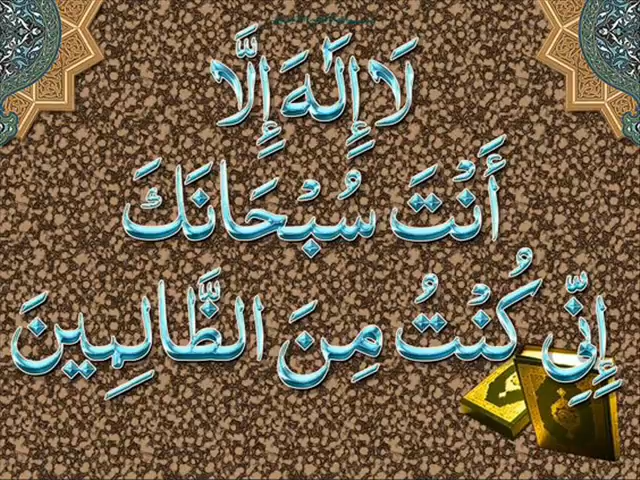 لَا إِلَٰهَ إِلَّا
أَنْتَ سُبْحَانَكَ
إِنِّي كُنْتُ مِنَ الظَّالِمِينَ